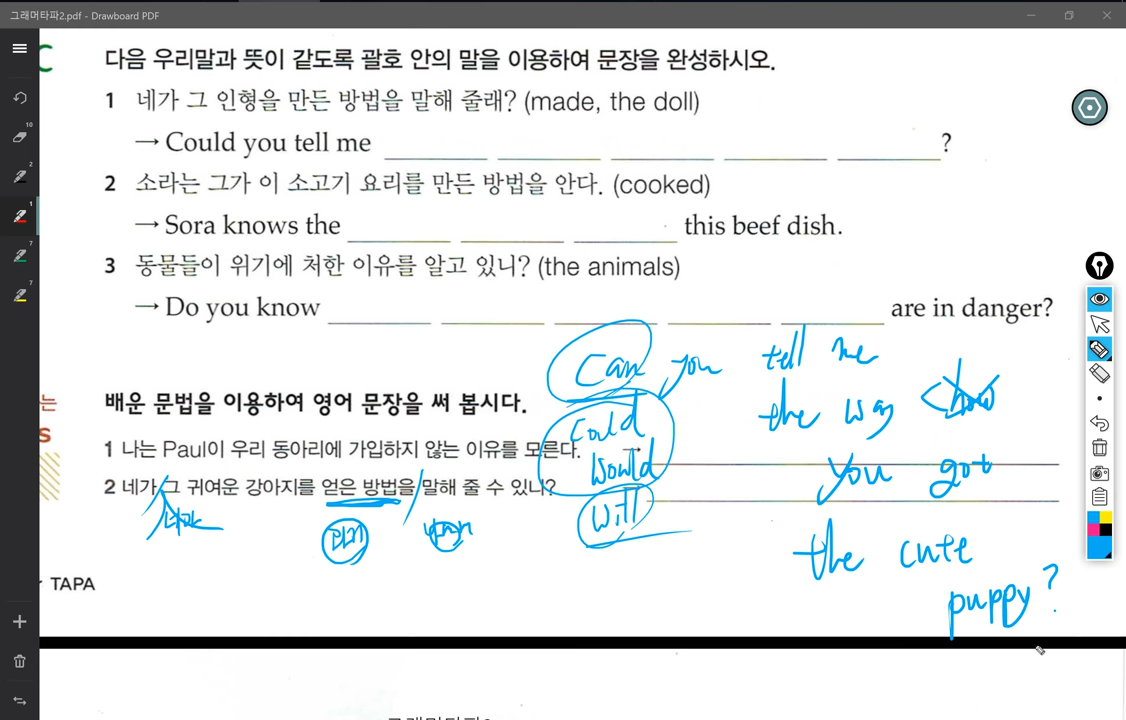 그래머타파2.pdf - Drawboard PDF
C
다음 우리말과 뜻이 같도록 괄호 안의 말을 이용하여 문장을 완성하시오.
1 네가 그 인형을 만든 방법을 말해 줄래? (made, the doll)
→ Could you tell me ?
2 소라는 그가 이 소고기 요리를 만든 방법을 안다. (cooked)
→ Sora knows the this beef dish.
3 동물들이 위기에 처한 이유를 알고 있니? (the animals)
→ Do you know are in danger?
Can you tell me
는
배운 문법을 이용하여 영어 문장을 써 봅시다.
the way how
S
Could
1 나는 Paul이 우리 동아리에 가입하지 않는 이유를 모른다. →
Would
you got
2 네가 그 귀여운 강아지를 얻은 방법을 말해 줄 수 있니?
Will
the cute
TAPA
puppy?
10
2
1
7
7